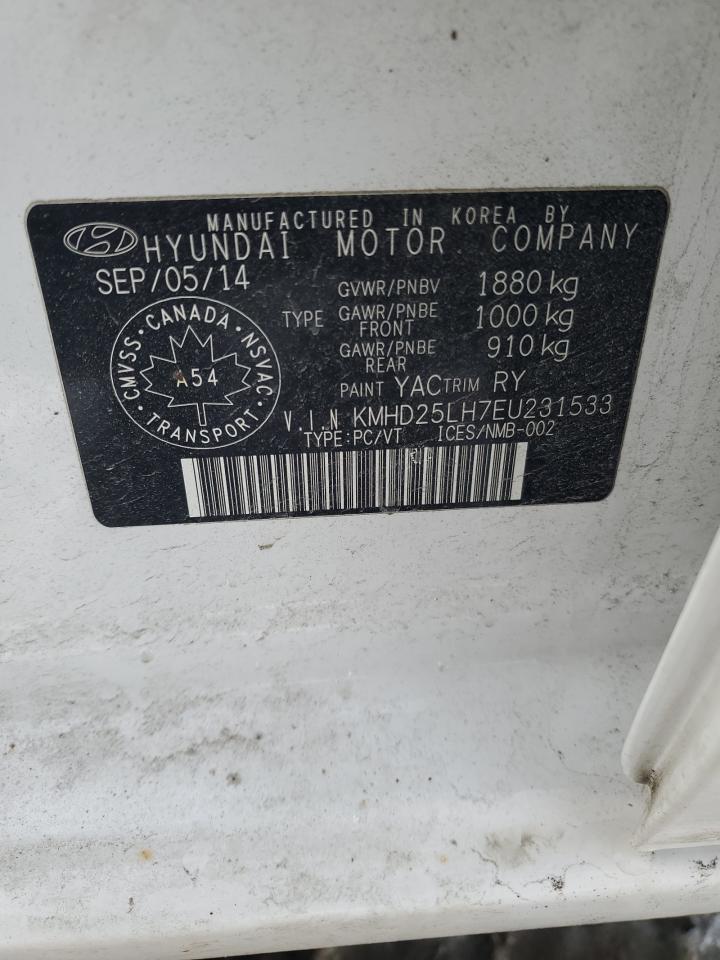 MANUFACTURED IN KOREA BY
HYUNDAI MOTOR COMPANY
SEP/05/14
GVWR/PNBV 1880 kg
TYPE GAWR/PNBE FRONT 1000 kg
GAWR/PNBE REAR 910 kg
PAINT YAC TRIM RY
CMVSS · CANADA · NSVAC · TRANSPORT ·
A54
V.I.N KMHD25LH7EU231533
TYPE:PC/VT ICES/NMB-002